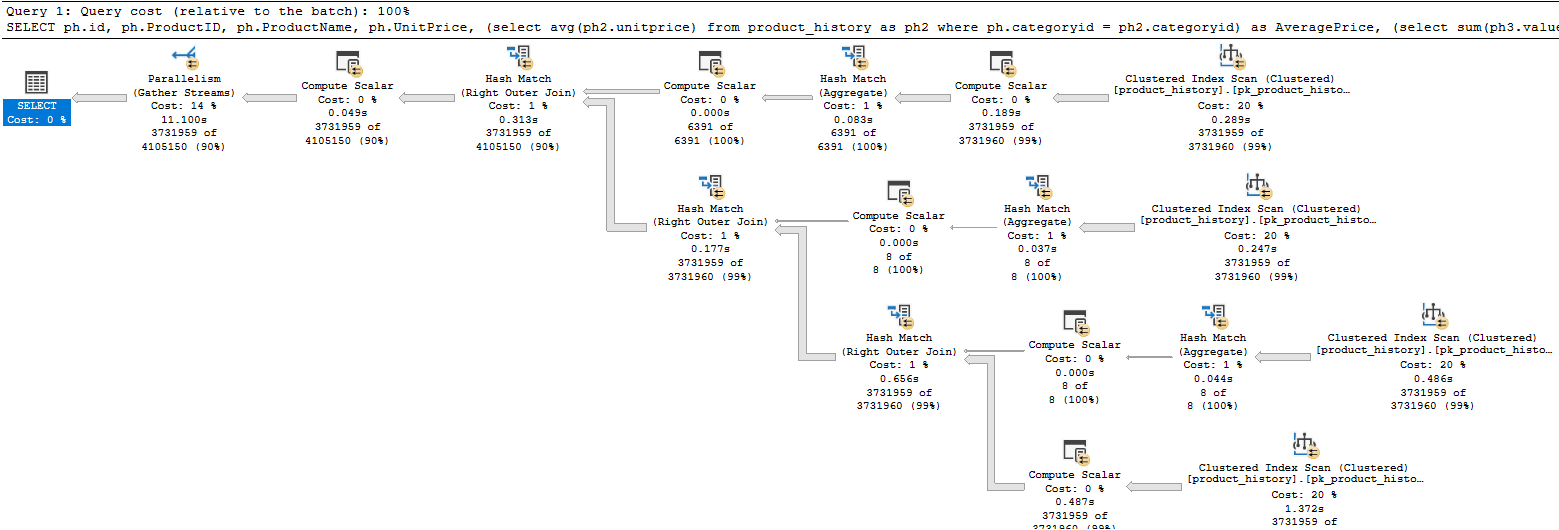 Query 1: Query cost (relative to the batch): 100%
SELECT ph.id, ph.ProductID, ph.ProductName, ph.UnitPrice, (select avg(ph2.unitprice) from product_history as ph2 where ph.categoryid = ph2.categoryid) as AveragePrice, (select sum(ph3.value
SELECT
Cost: 0 %
Parallelism
(Gather Streams)
Cost: 14 %
11.100s
3731959 of
4105150 (90%)
Compute Scalar
Cost: 0 %
0.049s
3731959 of
4105150 (90%)
Hash Match
(Right Outer Join)
Cost: 1 %
0.313s
3731959 of
4105150 (90%)
Compute Scalar
Cost: 0 %
0.000s
6391 of
6391 (100%)
Hash Match
(Aggregate)
Cost: 1 %
0.083s
6391 of
6391 (100%)
Compute Scalar
Cost: 0 %
0.189s
3731959 of
3731960 (99%)
Clustered Index Scan (Clustered)
[product_history].[pk_product_histo…
Cost: 20 %
0.289s
3731959 of
3731960 (99%)
Hash Match
(Right Outer Join)
Cost: 1 %
0.177s
3731959 of
3731960 (99%)
Compute Scalar
Cost: 0 %
0.000s
8 of
8 (100%)
Hash Match
(Aggregate)
Cost: 1 %
0.037s
8 of
8 (100%)
Clustered Index Scan (Clustered)
[product_history].[pk_product_histo…
Cost: 20 %
0.247s
3731959 of
3731960 (99%)
Hash Match
(Right Outer Join)
Cost: 1 %
0.656s
3731959 of
3731960 (99%)
Compute Scalar
Cost: 0 %
0.000s
8 of
8 (100%)
Hash Match
(Aggregate)
Cost: 1 %
0.044s
8 of
8 (100%)
Clustered Index Scan (Clustered)
[product_history].[pk_product_histo…
Cost: 20 %
0.486s
3731959 of
3731960 (99%)
Compute Scalar
Cost: 0 %
0.487s
3731959 of
3731960 (99%)
Clustered Index Scan (Clustered)
[product_history].[pk_product_histo…
Cost: 20 %
1.372s
3731959 of